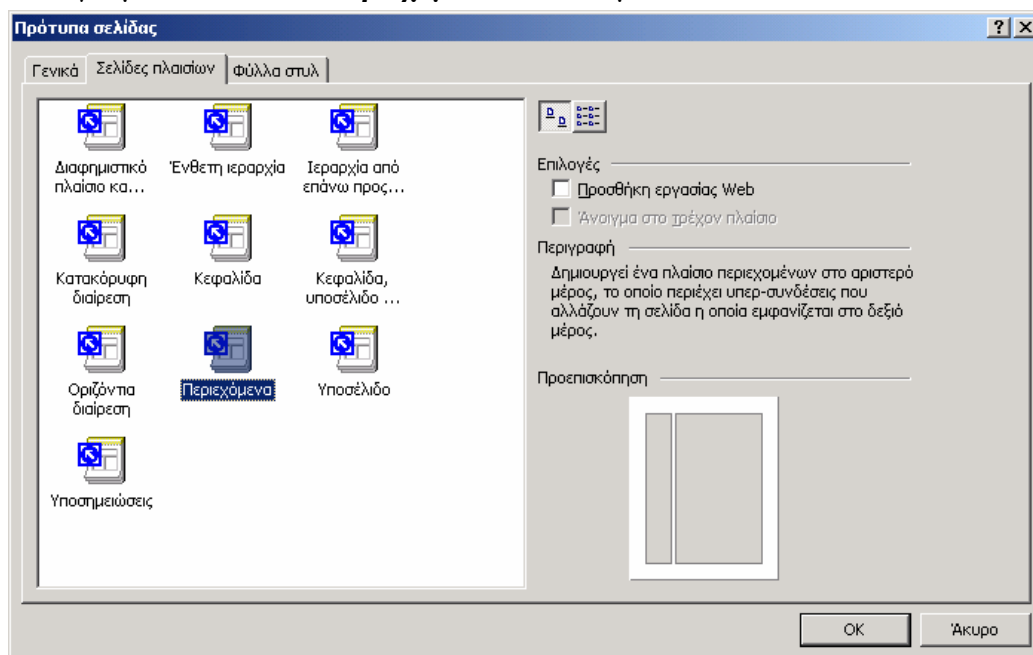 Πρότυπα σελίδας
Γενικά
Σελίδες πλαισίων
Φύλλα στυλ
Διαφημιστικό
πλαίσιο κα...
Ένθετη ιεραρχία
Ιεραρχία από
επάνω προς...
Κατακόρυφη
διαίρεση
Κεφαλίδα
Κεφαλίδα,
υποσέλιδο ...
Οριζόντια
διαίρεση
Περιεχόμενα
Υποσέλιδο
Υποσημειώσεις
Επιλογές
Προσθήκη εργασίας Web
Άνοιγμα στο τρέχον πλαίσιο
Περιγραφή
Δημιουργεί ένα πλαίσιο περιεχομένων στο αριστερό
μέρος, το οποίο περιέχει υπερ-συνδέσεις που
αλλάζουν τη σελίδα η οποία εμφανίζεται στο δεξιό
μέρος.
Προεπισκόπηση
OK
Άκυρο